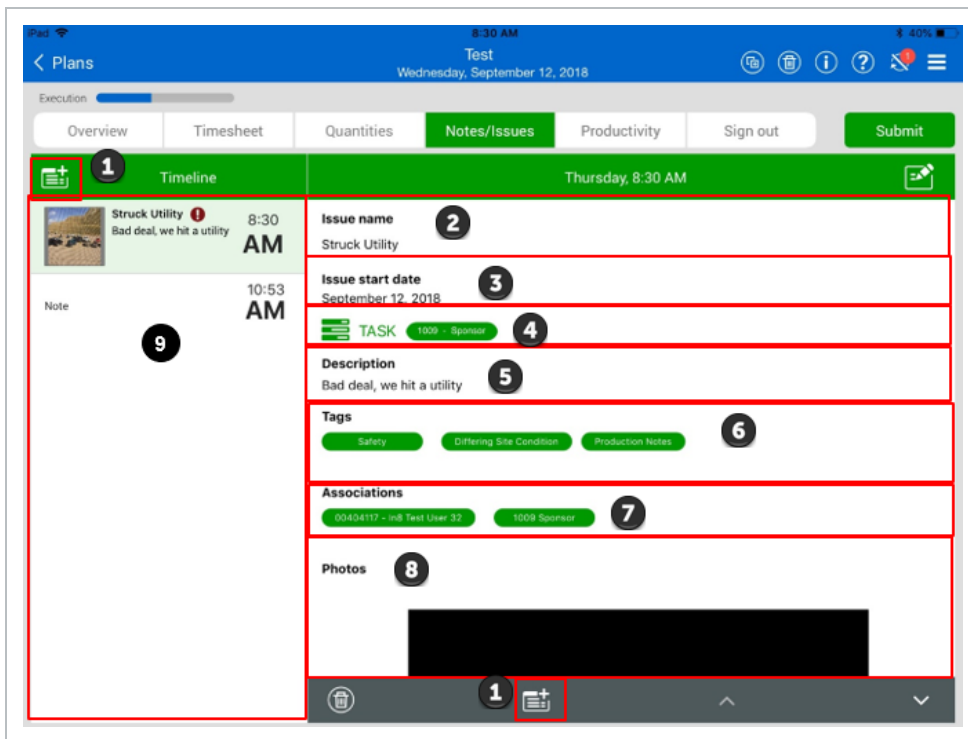 iPad 8:30 AM 40%
Plans Test
Wednesday, September 12, 2018
1
Execution
Overview Timesheet Quantities Notes/Issues Productivity Sign out Submit
1 Timeline Thursday, 8:30 AM
Struck Utility
Bad deal, we hit a utility
8:30
AM
Note
10:53
AM
9
Issue name 2
Struck Utility
Issue start date 3
September 12, 2018
TASK 1009 - Sponsor 4
Description 5
Bad deal, we hit a utility
Tags 6
Safety Differing Site Condition Production Notes
Associations 7
00404117 - in8 Test User 32 1009 Sponsor
Photos 8
1